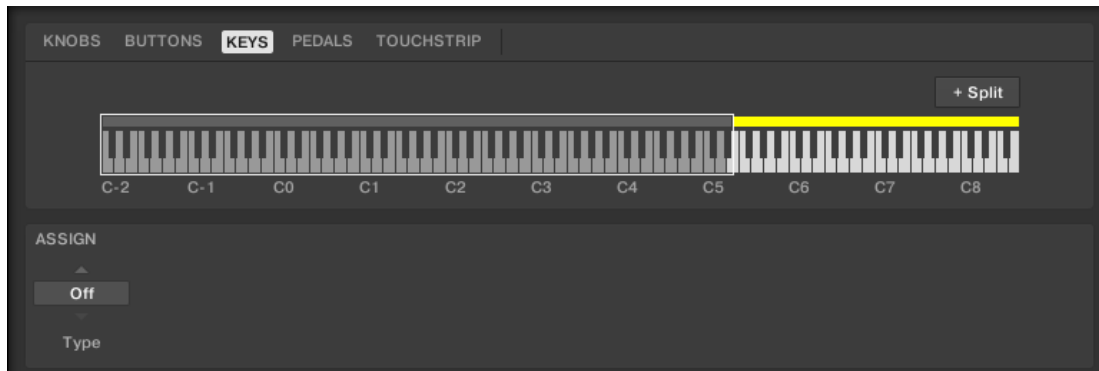 KNOBS BUTTONS KEYS PEDALS TOUCHSTRIP
+ Split
C-2 C-1 C0 C1 C2 C3 C4 C5 C6 C7 C8
ASSIGN
Off
Type